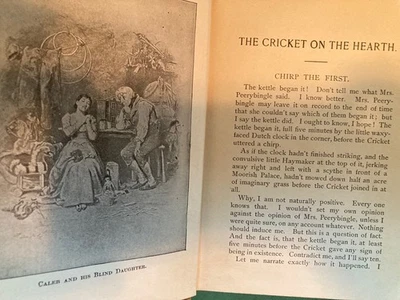 CALEB AND HIS BLIND DAUGHTER.
THE CRICKET ON THE HEARTH.
CHIRP THE FIRST.
The kettle began it! Don't tell me what Mrs.
Peerybingle said. I know better. Mrs. Peery-
bingle may leave it on record to the end of time
that she couldn't say which of them began it; but
I say the kettle did. I ought to know, I hope! The
kettle began it, full five minutes by the little waxy-
faced Dutch clock in the corner, before the Cricket
uttered a chirp.
As if the clock hadn't finished striking, and the
convulsive little Haymaker at the top of it, jerking
away right and left with a scythe in front of a
Moorish Palace, hadn't mowed down half an acre
of imaginary grass before the Cricket joined in at
all.
Why, I am not naturally positive. Every one
knows that. I wouldn't set my own opinion
against the opinion of Mrs. Peerybingle, unless I
were quite sure, on any account whatever. Nothing
should induce me. But this is a question of fact.
And the fact is, that the kettle began it, at least
five minutes before the Cricket gave any sign of
being in existence. Contradict me, and I'll say ten.
Let me narrate exactly how it happened. I